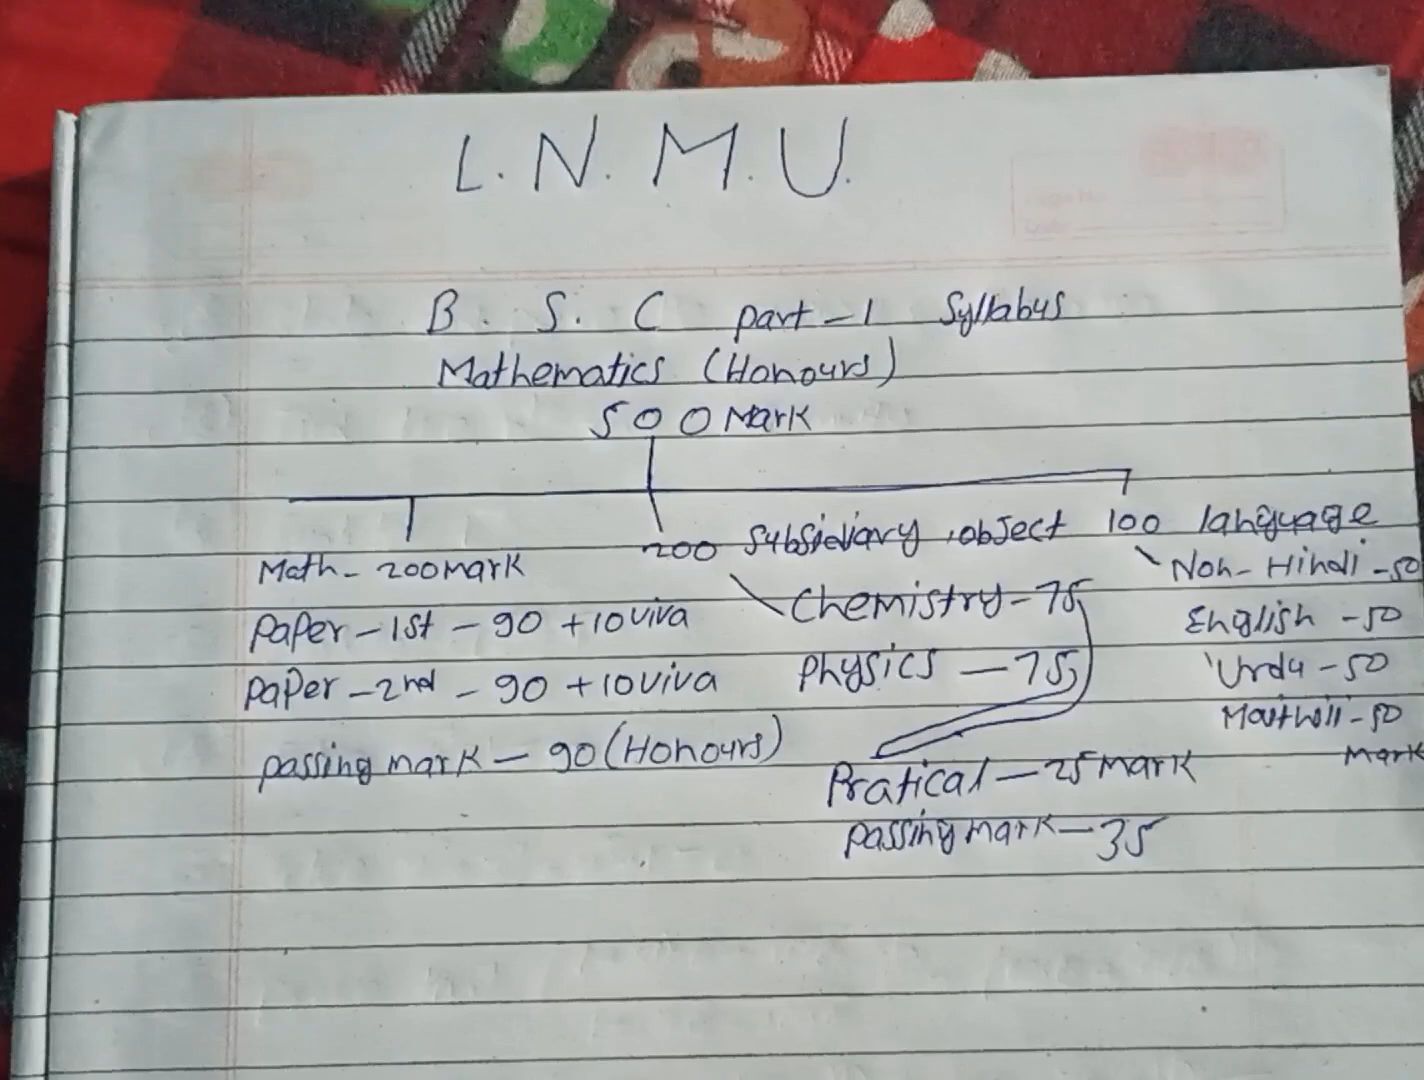 L.N.M.U.
B. S. C part-1 Syllabus
Mathematics (Honours)
500 Mark
Math- 200 mark
Paper-1st-90+10 viva
Paper-2nd-90+10 viva
passing mark-90 (Honours)
200 Subsidiary object
Chemistry-75
Physics-75
Pratical-25 mark
passing mark-35
100 language
Non-Hindi-50
English-50
Urdu-50
Maithili-50
Mark